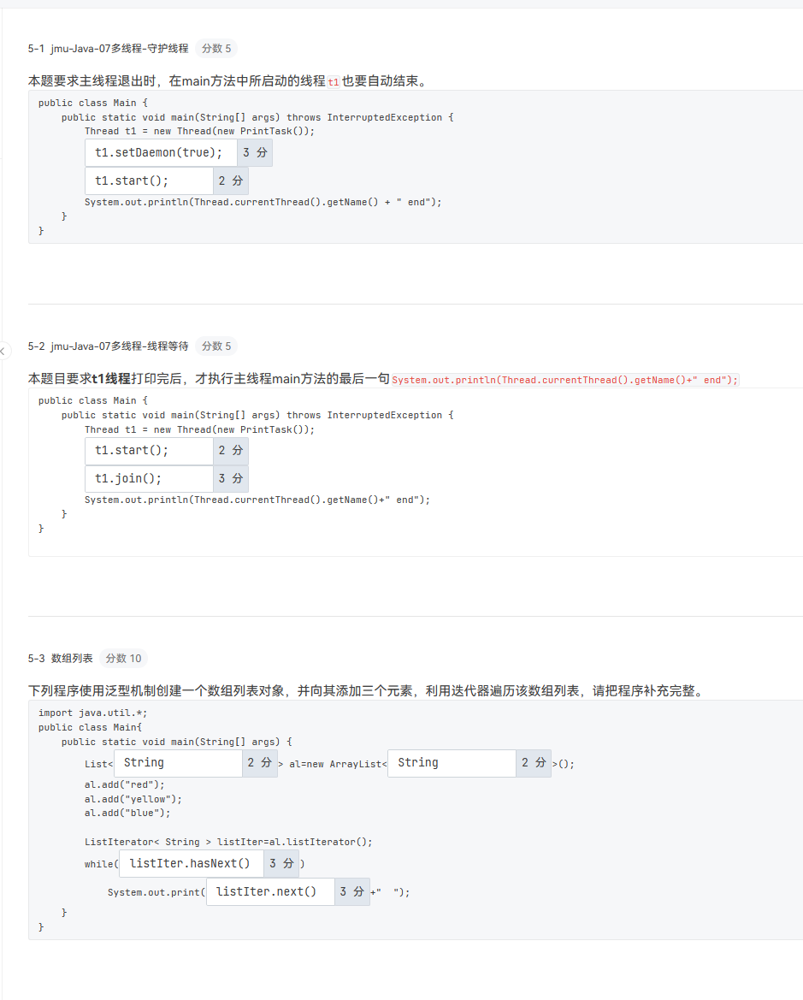 5-1 jmu-Java-07多线程-守护线程 分数 5
本题要求主线程退出时，在main方法中所启动的线程t1也要自动结束。
public class Main {
    public static void main(String[] args) throws InterruptedException {
        Thread t1 = new Thread(new PrintTask());
        t1.setDaemon(true); 3 分
        t1.start(); 2 分
        System.out.println(Thread.currentThread().getName() + " end");
    }
}
5-2 jmu-Java-07多线程-线程等待 分数 5
本题目要求t1线程打印完后，才执行主线程main方法的最后一句System.out.println(Thread.currentThread().getName()+" end");
public class Main {
    public static void main(String[] args) throws InterruptedException {
        Thread t1 = new Thread(new PrintTask());
        t1.start(); 2 分
        t1.join(); 3 分
        System.out.println(Thread.currentThread().getName()+" end");
    }
}
5-3 数组列表 分数 10
下列程序使用泛型机制创建一个数组列表对象，并向其添加三个元素，利用迭代器遍历该数组列表，请把程序补充完整。
import java.util.*;
public class Main{
    public static void main(String[] args) {
        List< String 2 分 > al=new ArrayList< String 2 分 >();
        al.add("red");
        al.add("yellow");
        al.add("blue");
        ListIterator< String > listIter=al.listIterator();
        while( listIter.hasNext() 3 分 )
            System.out.print( listIter.next() 3 分 +"  ");
    }
}